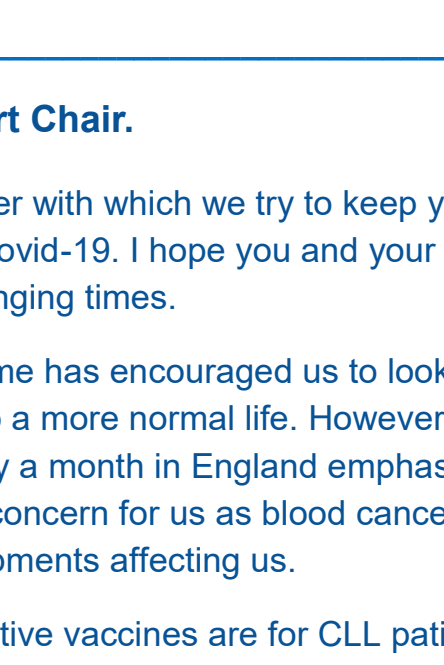 rt Chair.
er with which we try to keep y
ovid-19. I hope you and your
nging times.
me has encouraged us to look
a more normal life. However
y a month in England emphas
concern for us as blood cance
pments affecting us.
tive vaccines are for CLL pati